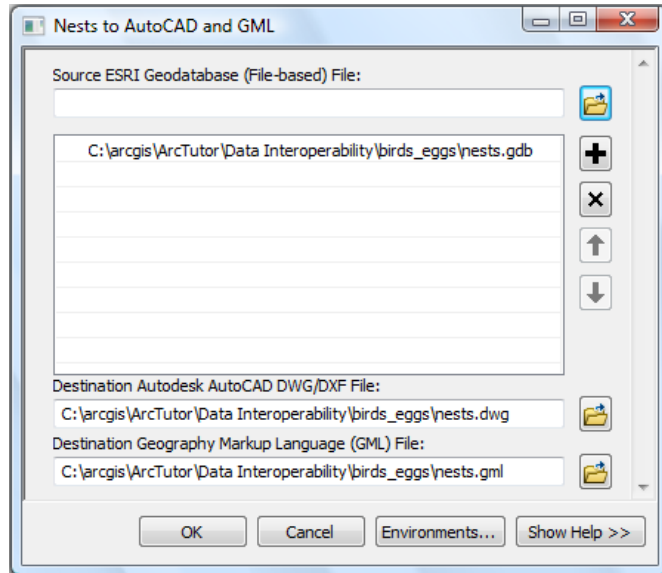 Nests to AutoCAD and GML
Source ESRI Geodatabase (File-based) File:
C:\arcgis\ArcTutor\Data Interoperability\birds_eggs\nests.gdb
Destination Autodesk AutoCAD DWG/DXF File:
C:\arcgis\ArcTutor\Data Interoperability\birds_eggs\nests.dwg
Destination Geography Markup Language (GML) File:
C:\arcgis\ArcTutor\Data Interoperability\birds_eggs\nests.gml
OK Cancel Environments... Show Help >>